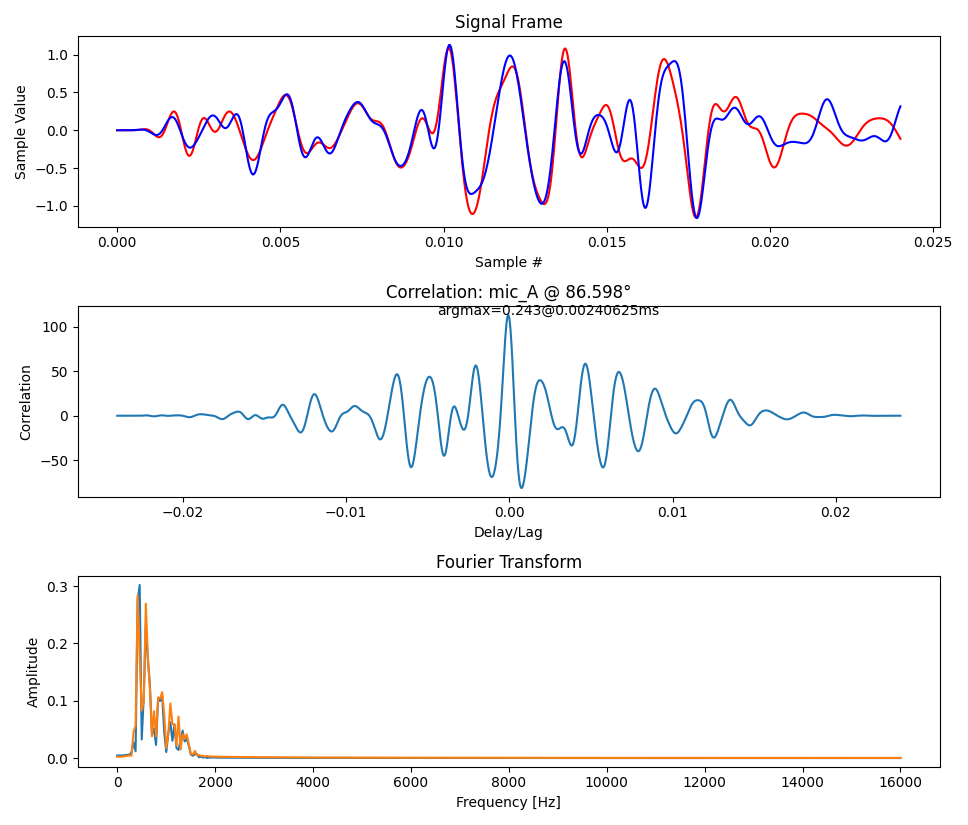 Signal Frame
1.0
0.5
0.0
−0.5
−1.0
Sample Value
0.000 0.005 0.010 0.015 0.020 0.025
Sample #
Correlation: mic_A @ 86.598°
argmax=0.243@0.00240625ms
100
50
0
−50
Correlation
−0.02 −0.01 0.00 0.01 0.02
Delay/Lag
Fourier Transform
0.3
0.2
0.1
0.0
Amplitude
0 2000 4000 6000 8000 10000 12000 14000 16000
Frequency [Hz]